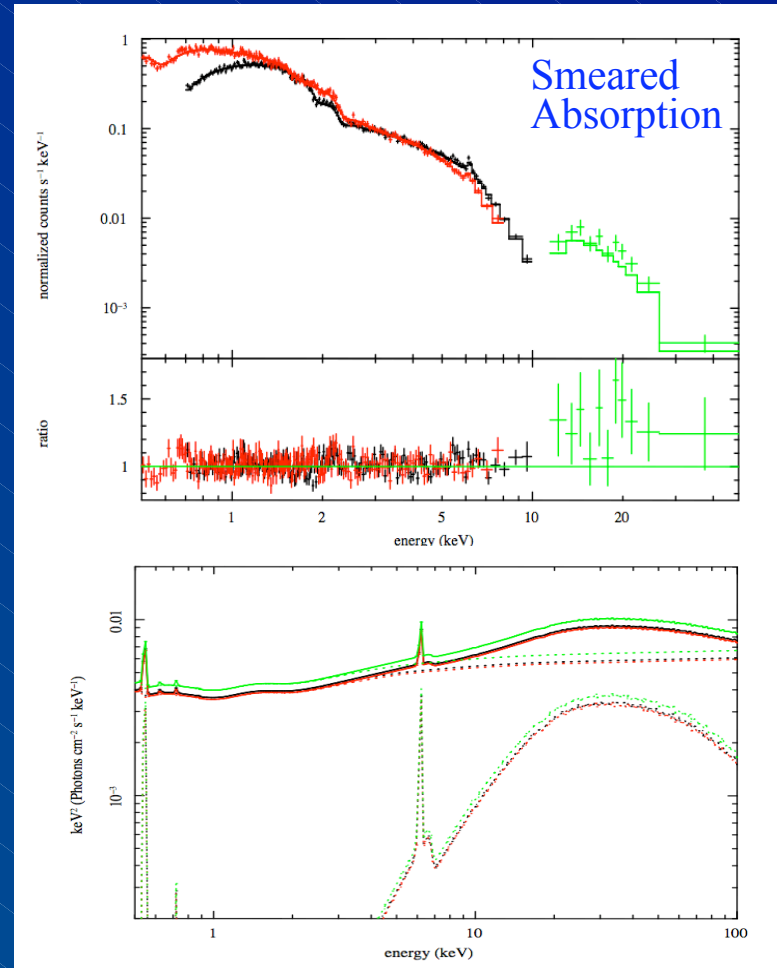 Smeared
Absorption
normalized counts s⁻¹ keV⁻¹
1
0.1
0.01
10⁻³
ratio
1.5
1
1 2 5 10 20
energy (keV)
keV² (Photons cm⁻² s⁻¹ keV⁻¹)
0.01
10⁻³
1 10 100
energy (keV)